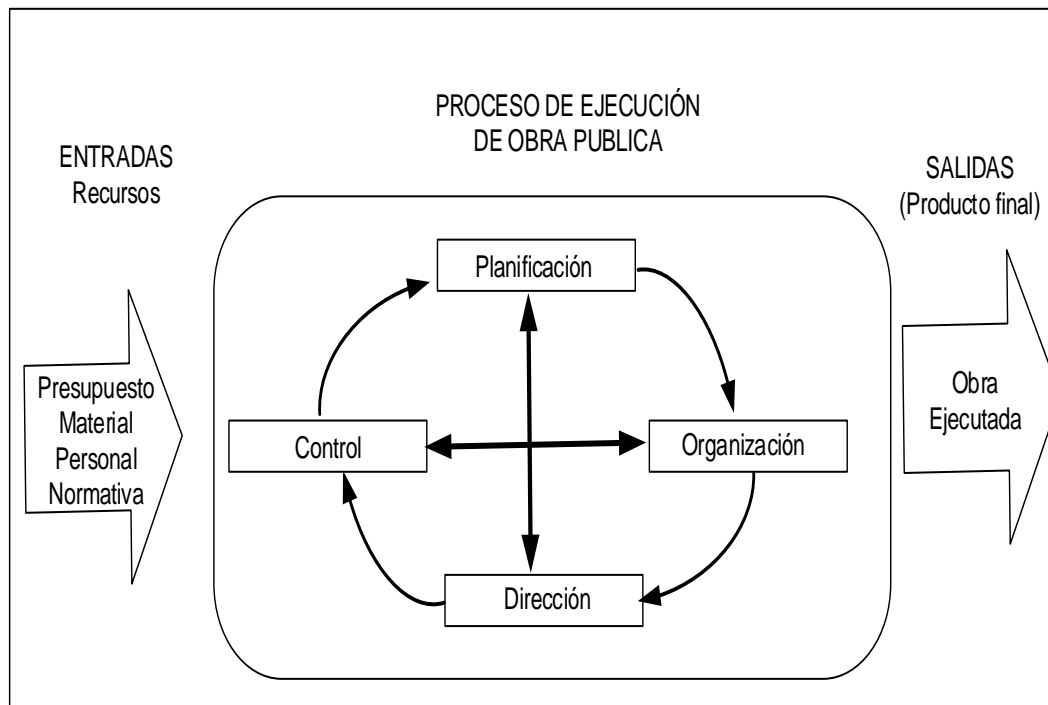 PROCESO DE EJECUCIÓN
DE OBRA PUBLICA
ENTRADAS
Recursos
SALIDAS
(Producto final)
Planificación
Presupuesto
Material
Personal
Normativa
Control
Organización
Obra
Ejecutada
Dirección